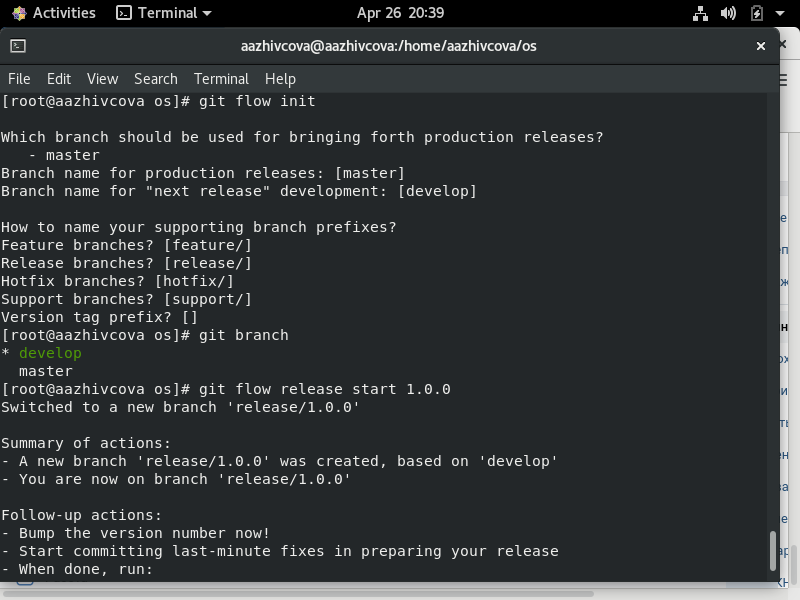 Activities Terminal Apr 26 20:39
aazhivcova@aazhivcova:/home/aazhivcova/os
File Edit View Search Terminal Help
[root@aazhivcova os]# git flow init
Which branch should be used for bringing forth production releases?
- master
Branch name for production releases: [master]
Branch name for "next release" development: [develop]
How to name your supporting branch prefixes?
Feature branches? [feature/]
Release branches? [release/]
Hotfix branches? [hotfix/]
Support branches? [support/]
Version tag prefix? []
[root@aazhivcova os]# git branch
* develop
master
[root@aazhivcova os]# git flow release start 1.0.0
Switched to a new branch 'release/1.0.0'
Summary of actions:
- A new branch 'release/1.0.0' was created, based on 'develop'
- You are now on branch 'release/1.0.0'
Follow-up actions:
- Bump the version number now!
- Start committing last-minute fixes in preparing your release
- When done, run: